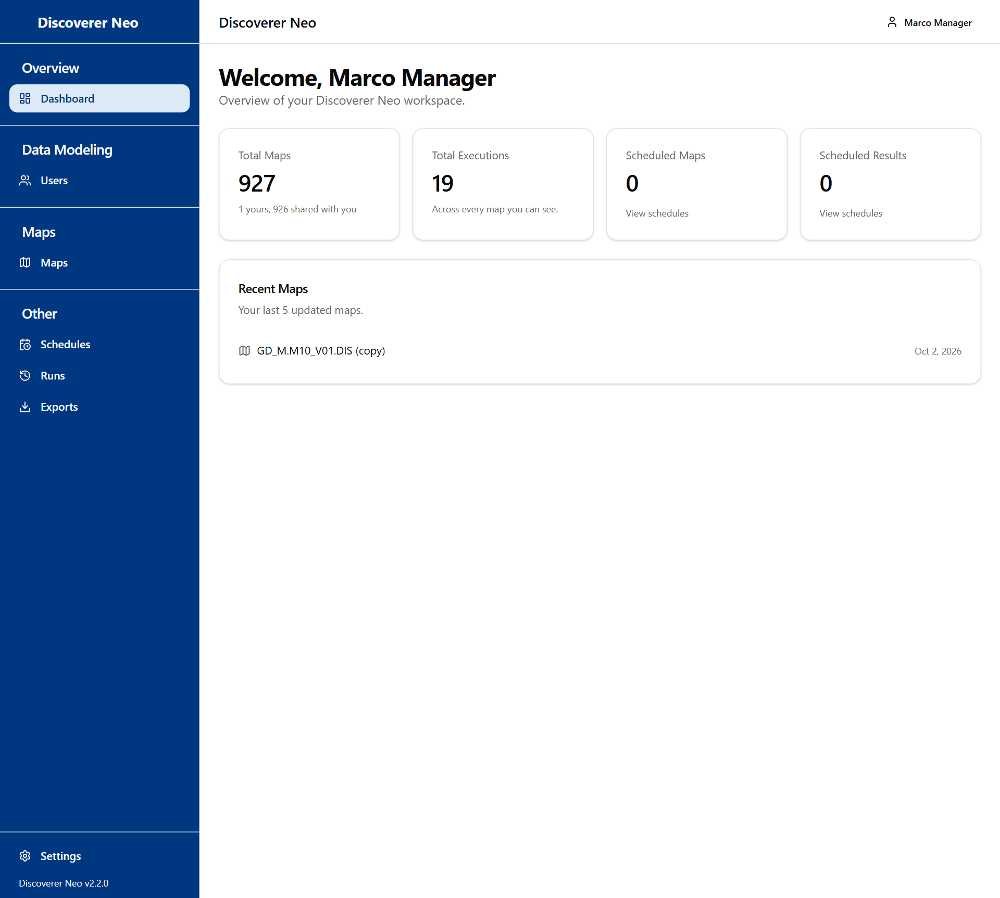 Discoverer Neo
Overview
Dashboard
Data Modeling
Users
Maps
Maps
Other
Schedules
Runs
Exports
Settings
Discoverer Neo v2.2.0
Discoverer Neo
Marco Manager
Welcome, Marco Manager
Overview of your Discoverer Neo workspace.
Total Maps
927
1 yours, 926 shared with you
Total Executions
19
Across every map you can see.
Scheduled Maps
0
View schedules
Scheduled Results
0
View schedules
Recent Maps
Your last 5 updated maps.
GD_M.M10_V01.DIS (copy)
Oct 2, 2026